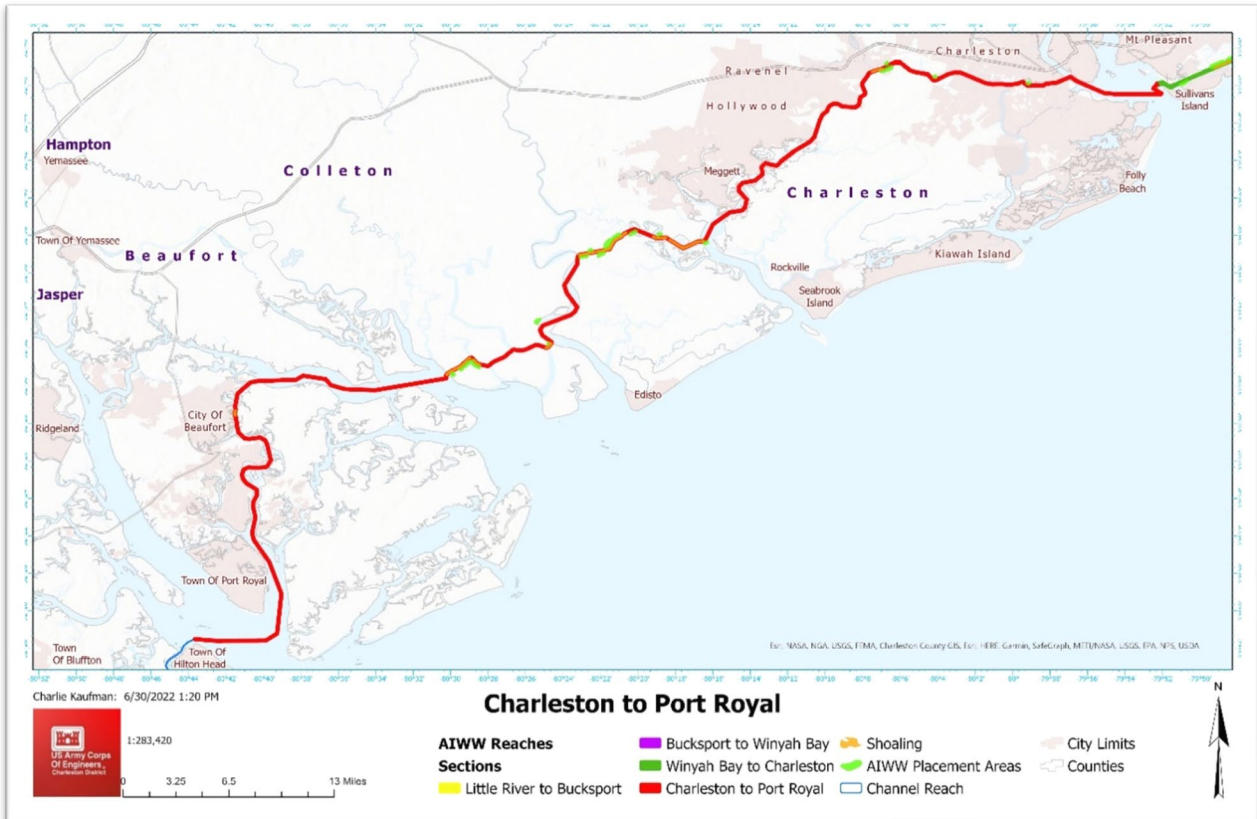 Mt Pleasant
Charleston
Ravenel
Sullivans
Island
Hollywood
Hampton
Yemassee
Colleton
Meggett
Charleston
Folly
Beach
Town Of Yemassee
Beaufort
Kiawah Island
Rockville
Jasper
Seabrook
Island
Edisto
City Of
Beaufort
Ridgeland
Town Of Port Royal
Town
Of Bluffton
Town Of
Hilton Head
Esri, NASA, NGA, USGS, FEMA, Charleston County GIS, Esri, HERE, Garmin, SafeGraph, METI/NASA, USGS, EPA, NPS, USDA
Charlie Kaufman: 6/30/2022 1:20 PM
Charleston to Port Royal
N
US Army Corps
Of Engineers
Charleston District
1:283,420
0 3.25 6.5 13 Miles
AIWW Reaches
Sections
Little River to Bucksport
Bucksport to Winyah Bay
Winyah Bay to Charleston
Charleston to Port Royal
Shoaling
AIWW Placement Areas
Channel Reach
City Limits
Counties